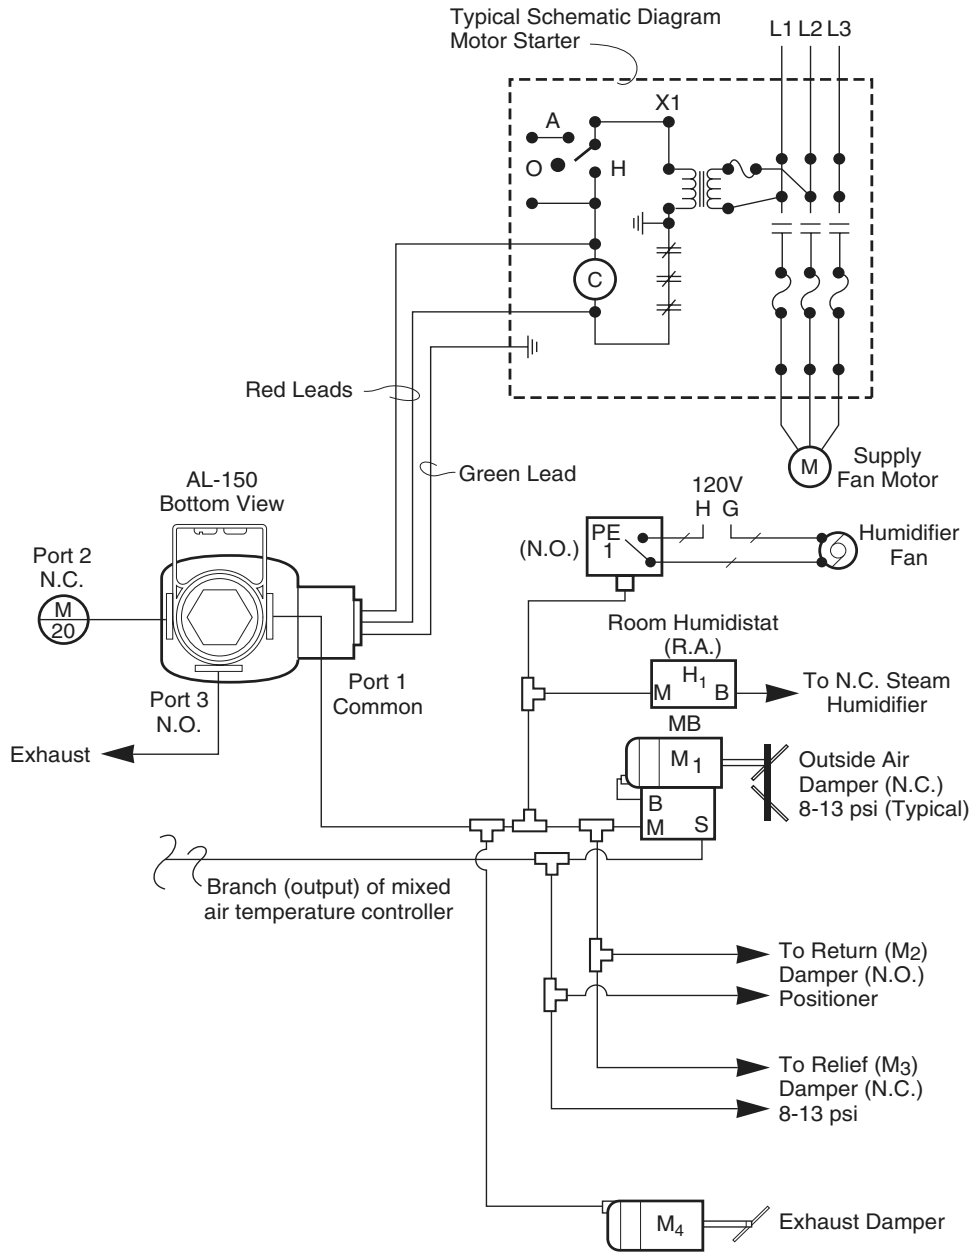 Typical Schematic Diagram
Motor Starter
L1 L2 L3
X1
A
O
H
C
Red Leads
Green Lead
M
Supply
Fan Motor
AL-150
Bottom View
120V
H G
Port 2
N.C.
(N.O.)
PE
1
Humidifier
Fan
M
20
Room Humidistat
(R.A.)
H1
M
B
To N.C. Steam
Humidifier
Port 1
Common
Port 3
N.O.
Exhaust
MB
M1
B
M
S
Outside Air
Damper (N.C.)
8-13 psi (Typical)
Branch (output) of mixed
air temperature controller
To Return (M2)
Damper (N.O.)
Positioner
To Relief (M3)
Damper (N.C.)
8-13 psi
M4
Exhaust Damper